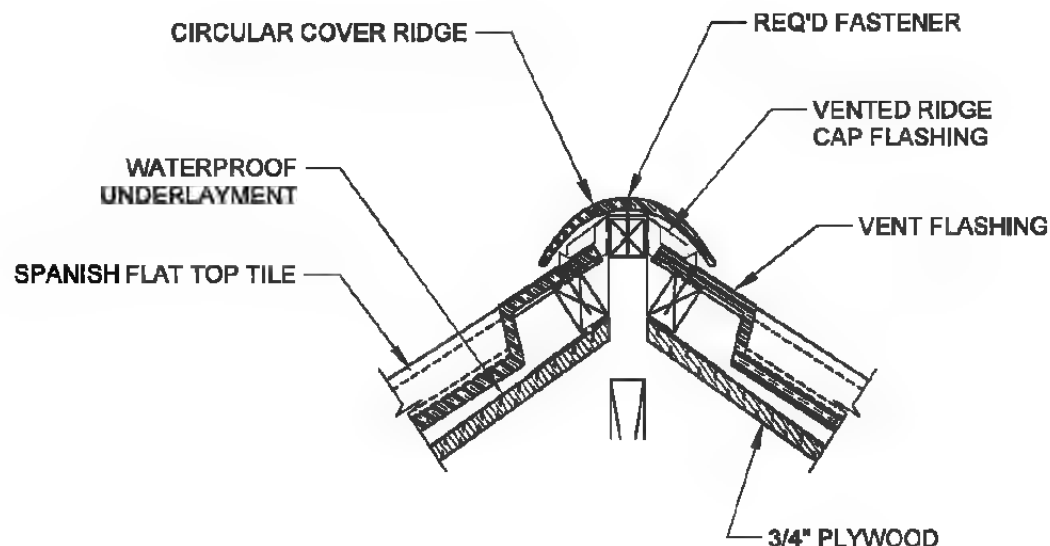 CIRCULAR COVER RIDGE
REQ'D FASTENER
VENTED RIDGE
CAP FLASHING
WATERPROOF
UNDERLAYMENT
VENT FLASHING
SPANISH FLAT TOP TILE
3/4" PLYWOOD